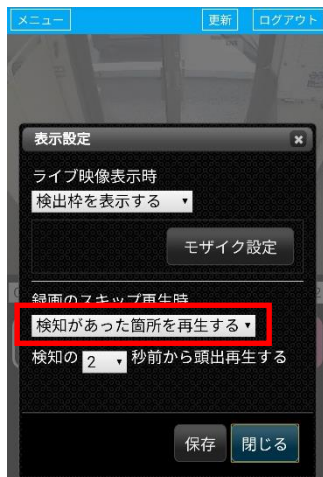 メニュー 更新 ログアウト
表示設定
ライブ映像表示時
検出枠を表示する
モザイク設定
録画のスキップ再生時
検知があった箇所を再生する
検知の 2 秒前から頭出再生する
保存 閉じる